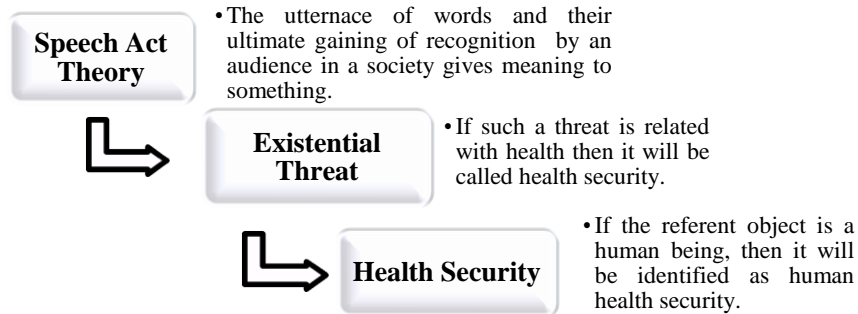 Speech Act
Theory
•The utternace of words and their
ultimate gaining of recognition by an
audience in a society gives meaning to
something.
Existential
Threat
•If such a threat is related
with health then it will be
called health security.
Health Security
•If the referent object is a
human being, then it will
be identified as human
health security.